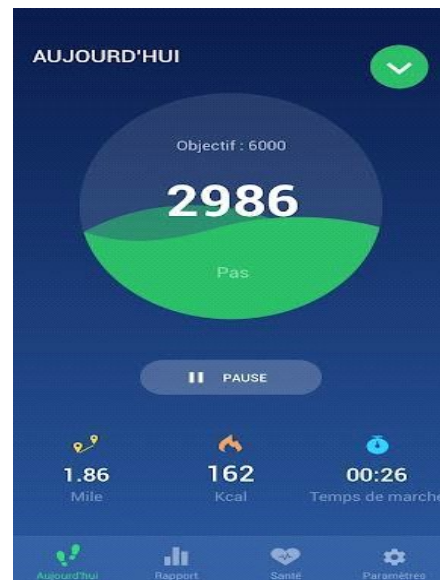 AUJOURD'HUI
Objectif : 6000
2986
Pas
PAUSE
1.86
Mile
162
Kcal
00:26
Temps de marche
Aujourd'hui
Rapport
Santé
Paramètres